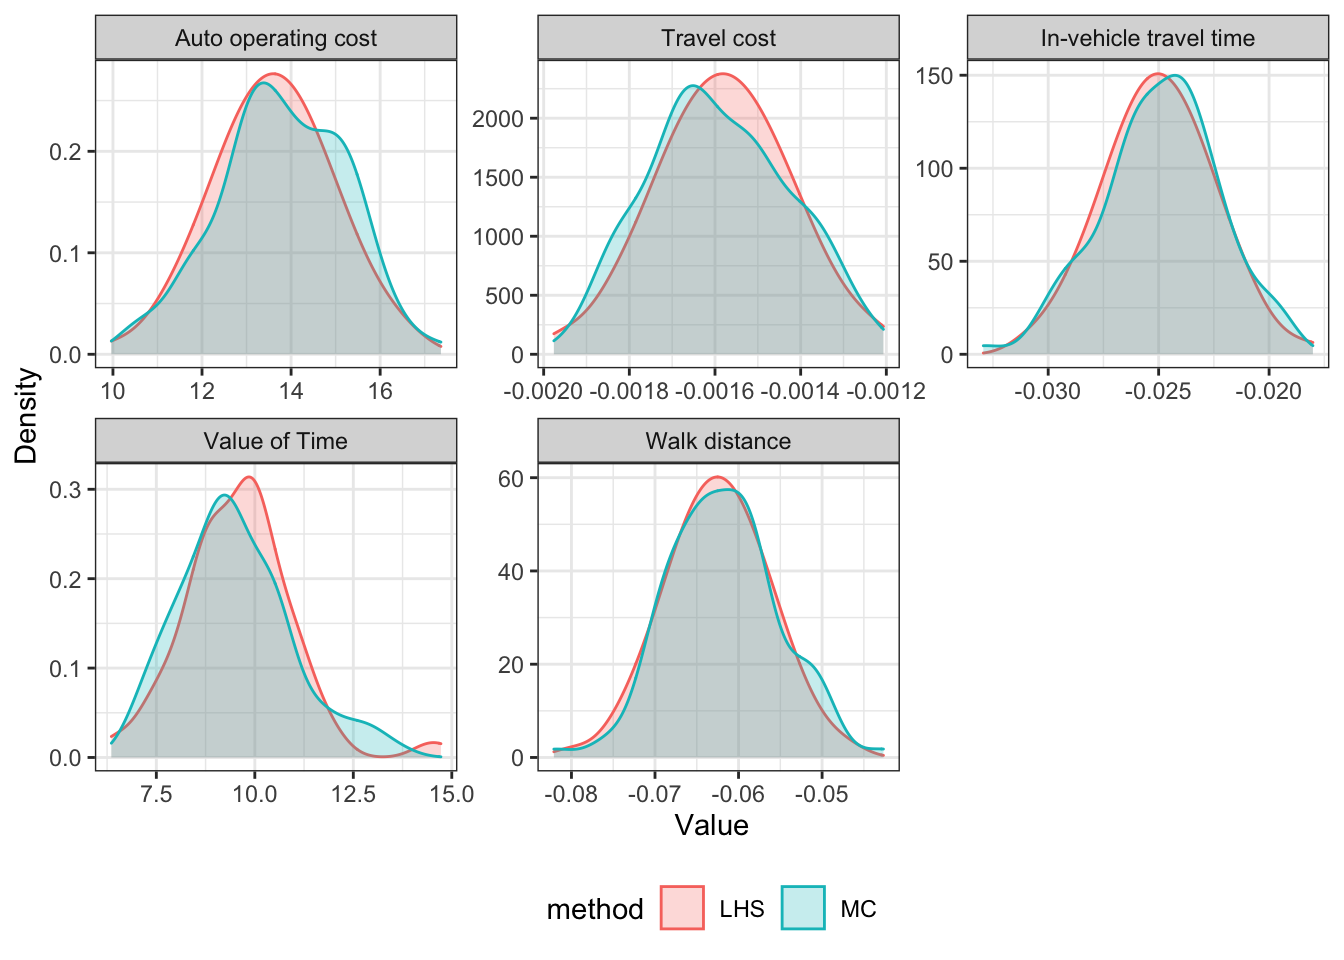 Auto operating cost
Travel cost
In-vehicle travel time
0.2
0.1
0.0
10 12 14 16
2000
1500
1000
500
0
-0.0020 -0.0018 -0.0016 -0.0014 -0.0012
150
100
50
0
-0.030 -0.025 -0.020
Density
Value of Time
Walk distance
0.3
0.2
0.1
0.0
7.5 10.0 12.5 15.0
60
40
20
0
-0.08 -0.07 -0.06 -0.05
Value
method LHS MC